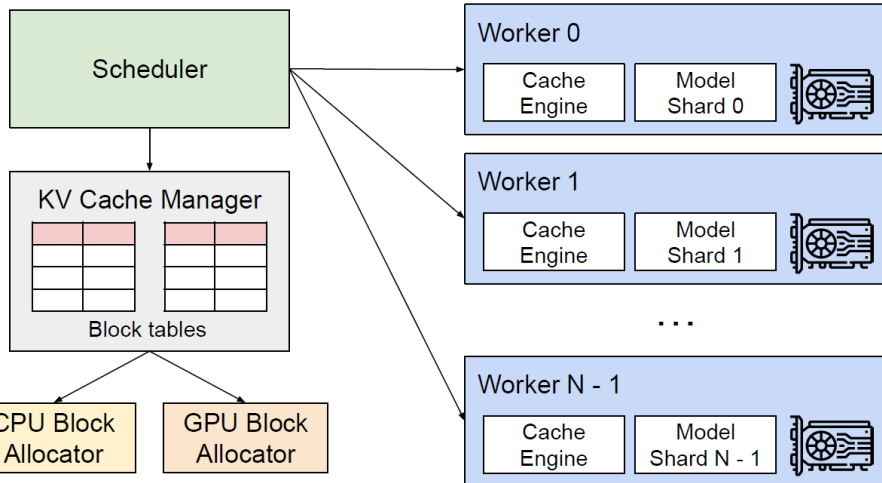 Scheduler
KV Cache Manager
Block tables
CPU Block
Allocator
GPU Block
Allocator
Worker 0
Cache
Engine
Model
Shard 0
Worker 1
Cache
Engine
Model
Shard 1
...
Worker N - 1
Cache
Engine
Model
Shard N - 1